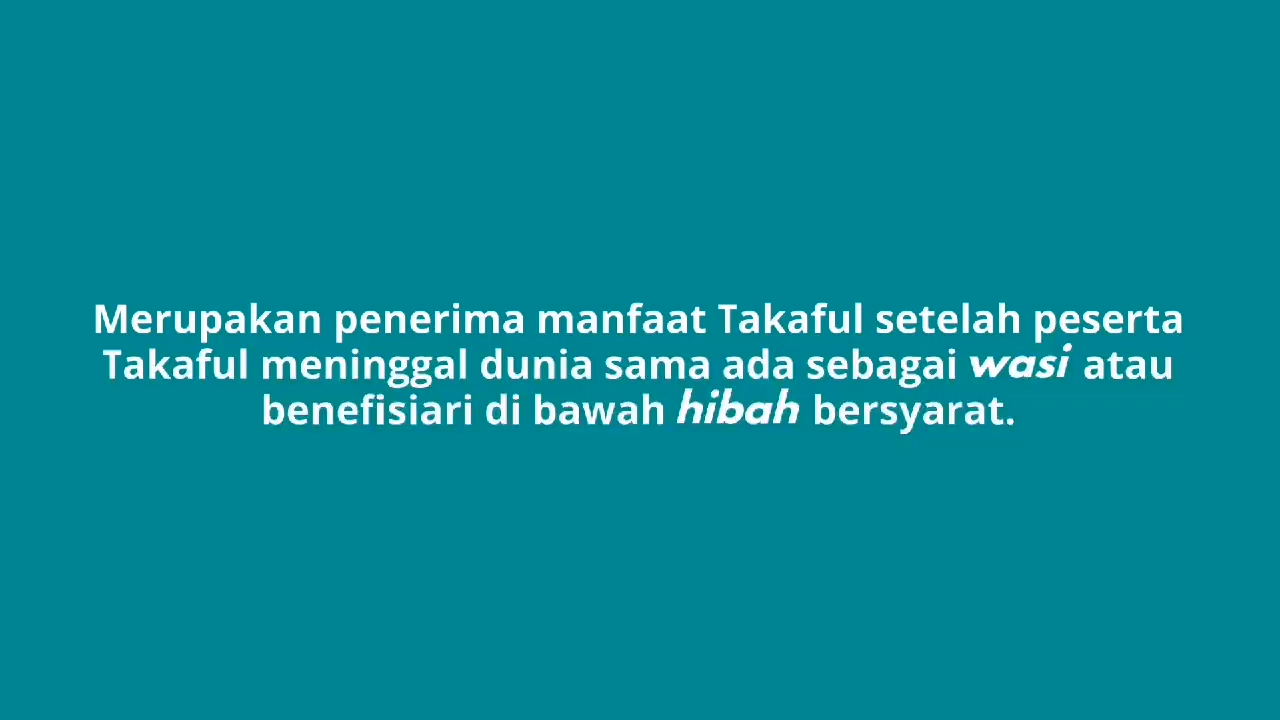 Merupakan penerima manfaat Takaful setelah peserta
Takaful meninggal dunia sama ada sebagai wasi atau
benefisiari di bawah hibah bersyarat.